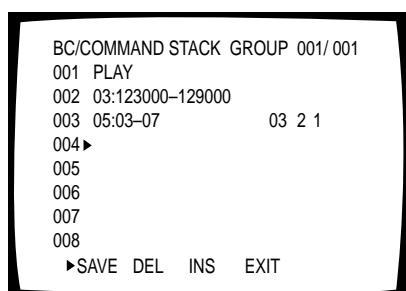 BC/COMMAND STACK GROUP 001/ 001
001 PLAY
002 03:123000–129000
003 05:03–07 03 2 1
004▶
005
006
007
008
▶SAVE DEL INS EXIT